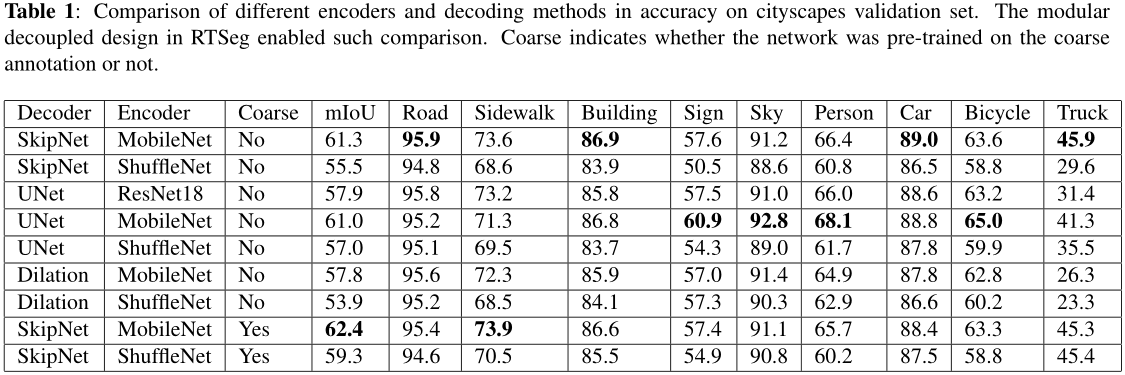 Table 1: Comparison of different encoders and decoding methods in accuracy on cityscapes validation set. The modular
decoupled design in RTSeg enabled such comparison. Coarse indicates whether the network was pre-trained on the coarse
annotation or not.
Decoder Encoder Coarse mIoU Road Sidewalk Building Sign Sky Person Car Bicycle Truck
SkipNet MobileNet No 61.3 95.9 73.6 86.9 57.6 91.2 66.4 89.0 63.6 45.9
SkipNet ShuffleNet No 55.5 94.8 68.6 83.9 50.5 88.6 60.8 86.5 58.8 29.6
UNet ResNet18 No 57.9 95.8 73.2 85.8 57.5 91.0 66.0 88.6 63.2 31.4
UNet MobileNet No 61.0 95.2 71.3 86.8 60.9 92.8 68.1 88.8 65.0 41.3
UNet ShuffleNet No 57.0 95.1 69.5 83.7 54.3 89.0 61.7 87.8 59.9 35.5
Dilation MobileNet No 57.8 95.6 72.3 85.9 57.0 91.4 64.9 87.8 62.8 26.3
Dilation ShuffleNet No 53.9 95.2 68.5 84.1 57.3 90.3 62.9 86.6 60.2 23.3
SkipNet MobileNet Yes 62.4 95.4 73.9 86.6 57.4 91.1 65.7 88.4 63.3 45.3
SkipNet ShuffleNet Yes 59.3 94.6 70.5 85.5 54.9 90.8 60.2 87.5 58.8 45.4